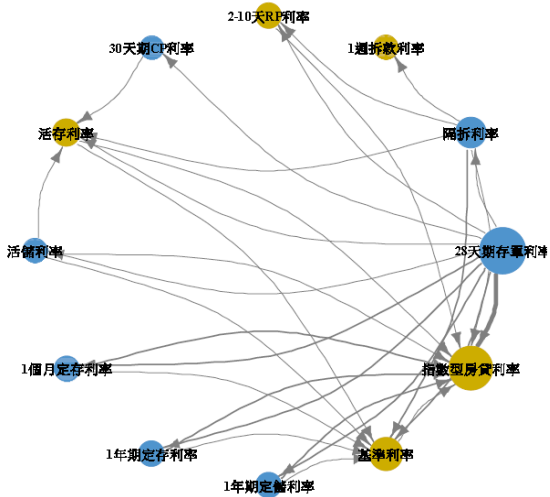 2-10天RP利率
30天期CP利率
1週拆款利率
活存利率
隔拆利率
活儲利率
28天期存單利率
1個月定存利率
指數型房貸利率
1年期定存利率
基準利率
1年期定儲利率